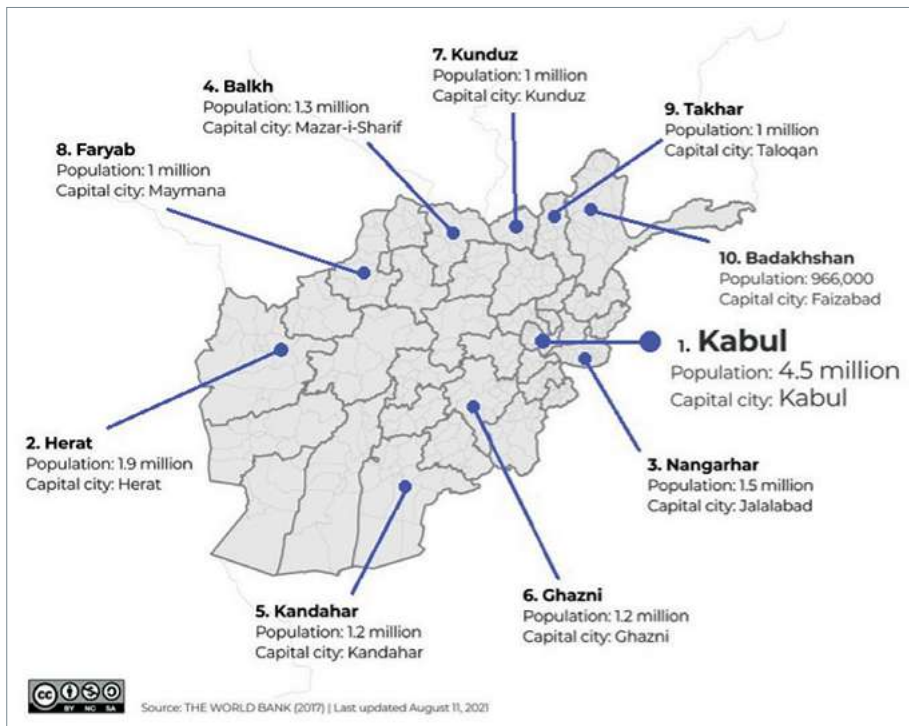 7. Kunduz
Population: 1 million
Capital city: Kunduz
4. Balkh
Population: 1.3 million
Capital city: Mazar-i-Sharif
9. Takhar
Population: 1 million
Capital city: Taloqan
8. Faryab
Population: 1 million
Capital city: Maymana
10. Badakhshan
Population: 966,000
Capital city: Faizabad
1. Kabul
Population: 4.5 million
Capital city: Kabul
2. Herat
Population: 1.9 million
Capital city: Herat
3. Nangarhar
Population: 1.5 million
Capital city: Jalalabad
6. Ghazni
Population: 1.2 million
Capital city: Ghazni
5. Kandahar
Population: 1.2 million
Capital city: Kandahar
cc
BY NC SA
Source: THE WORLD BANK (2017) | Last updated August 11, 2021